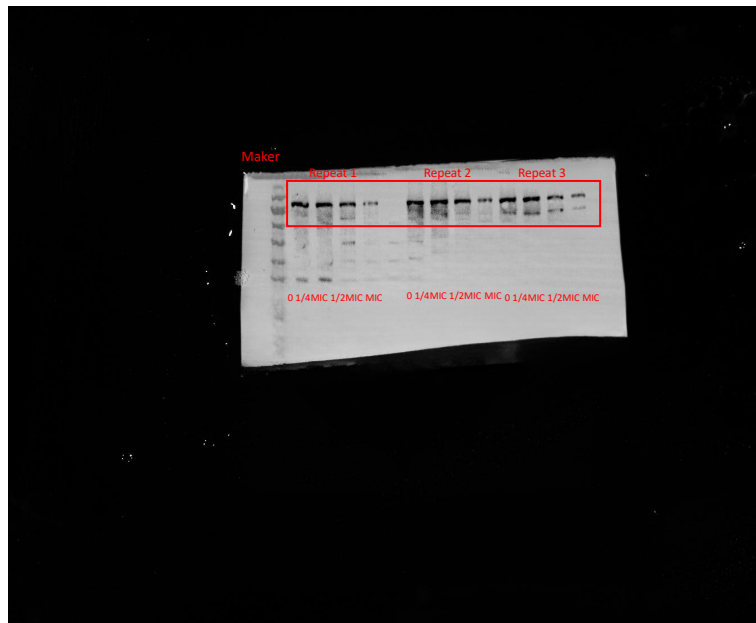 Maker
Repeat 1 Repeat 2 Repeat 3
0 1/4MIC 1/2MIC MIC 0 1/4MIC 1/2MIC MIC 0 1/4MIC 1/2MIC MIC